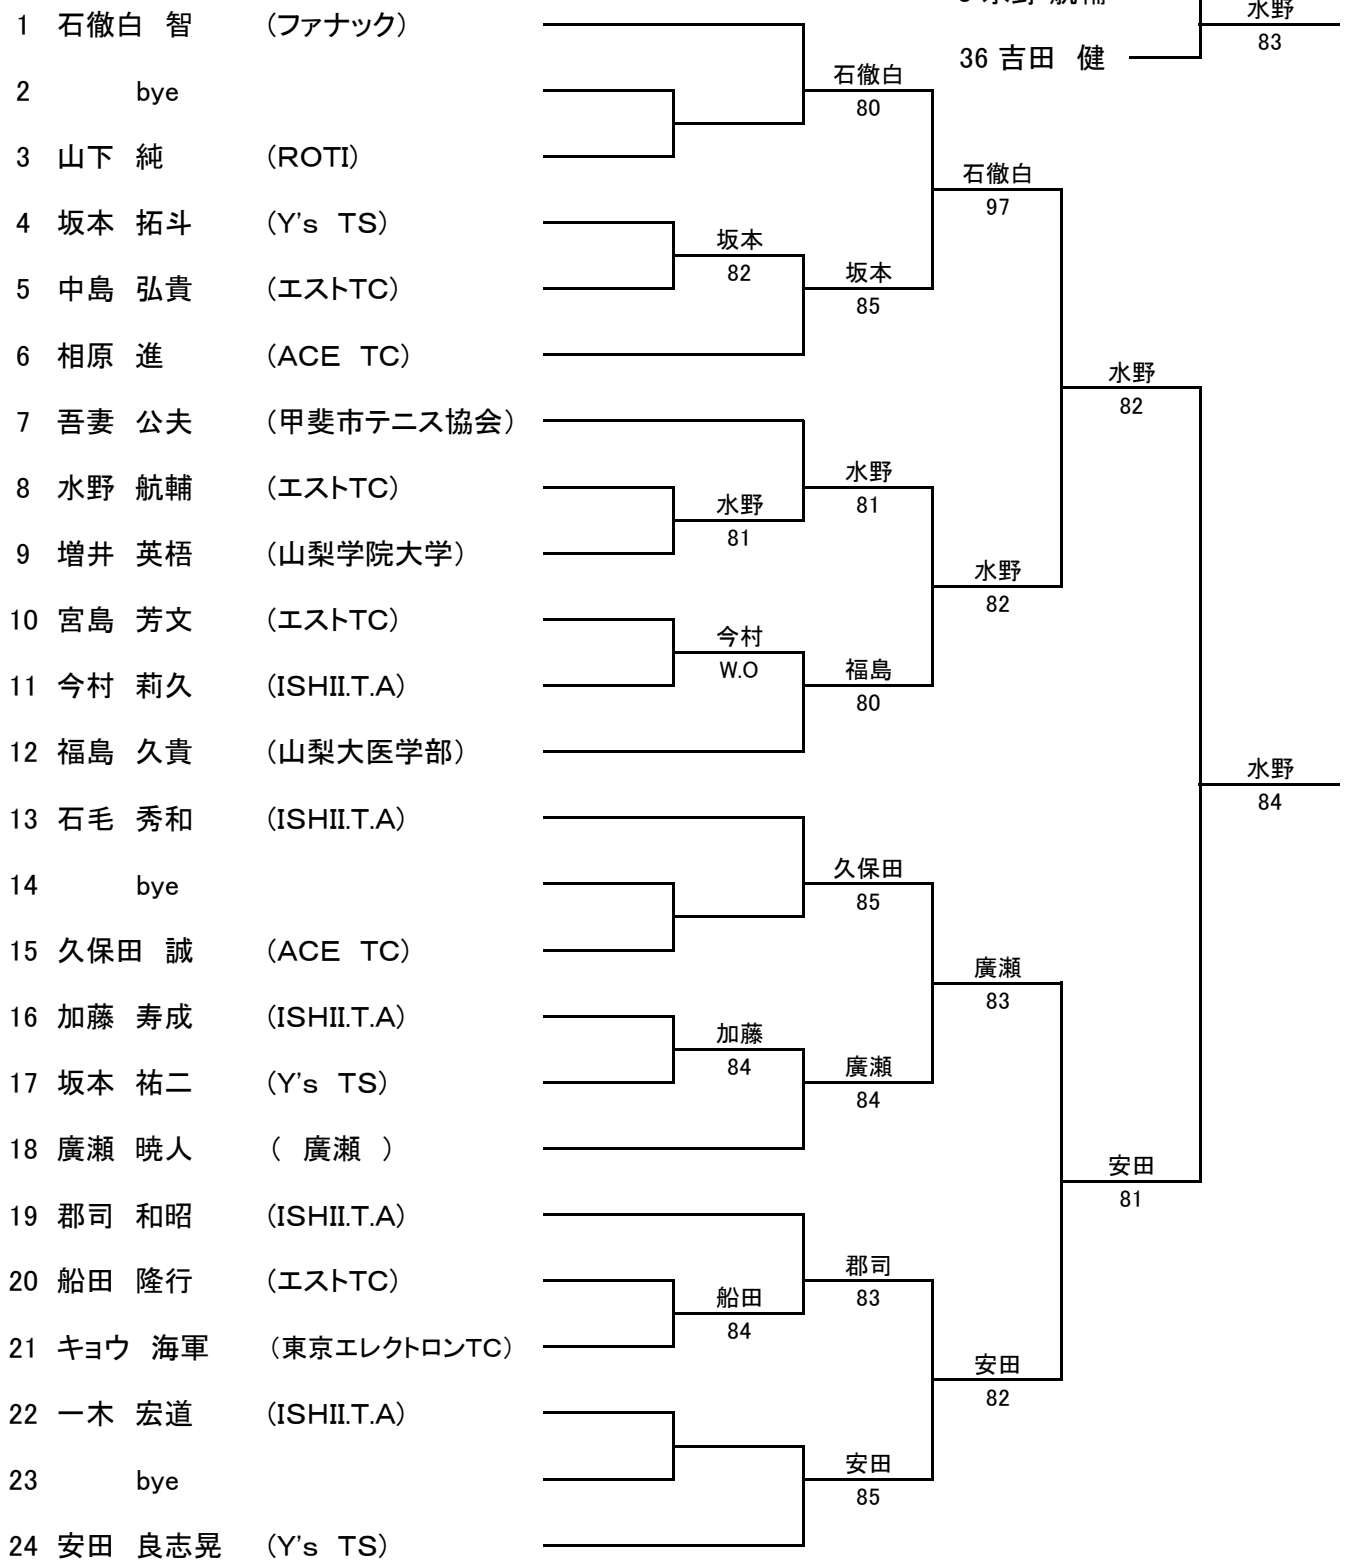 水野
83
36 吉田 健
1 石徹白 智 (ファナック)
2 bye
3 山下 純 (ROTI)
4 坂本 拓斗 (Y's TS)
5 中島 弘貴 (エストTC)
6 相原 進 (ACE TC)
7 吾妻 公夫 (甲斐市テニス協会)
8 水野 航輔 (エストTC)
9 増井 英梧 (山梨学院大学)
10 宮島 芳文 (エストTC)
11 今村 莉久 (ISHII.T.A)
12 福島 久貴 (山梨大医学部)
13 石毛 秀和 (ISHII.T.A)
14 bye
15 久保田 誠 (ACE TC)
16 加藤 寿成 (ISHII.T.A)
17 坂本 祐二 (Y's TS)
18 廣瀬 暁人 ( 廣瀬 )
19 郡司 和昭 (ISHII.T.A)
20 船田 隆行 (エストTC)
21 キョウ 海軍 (東京エレクトロンTC)
22 一木 宏道 (ISHII.T.A)
23 bye
24 安田 良志晃 (Y's TS)
坂本
82
水野
81
今村
W.O
加藤
84
船田
84
石徹白
80
坂本
85
水野
81
福島
80
久保田
85
廣瀬
84
郡司
83
安田
85
石徹白
97
水野
82
廣瀬
83
安田
82
水野
82
安田
81
水野
84